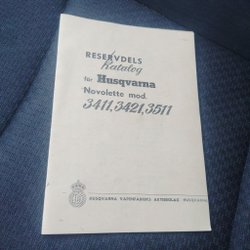 RESERVDELS
Katalog
för Husqvarna
Novolette mod.
3411,3421,3511
HUSQVARNA VAPENFABRIKS AKTIEBOLAG HUSQVARNA